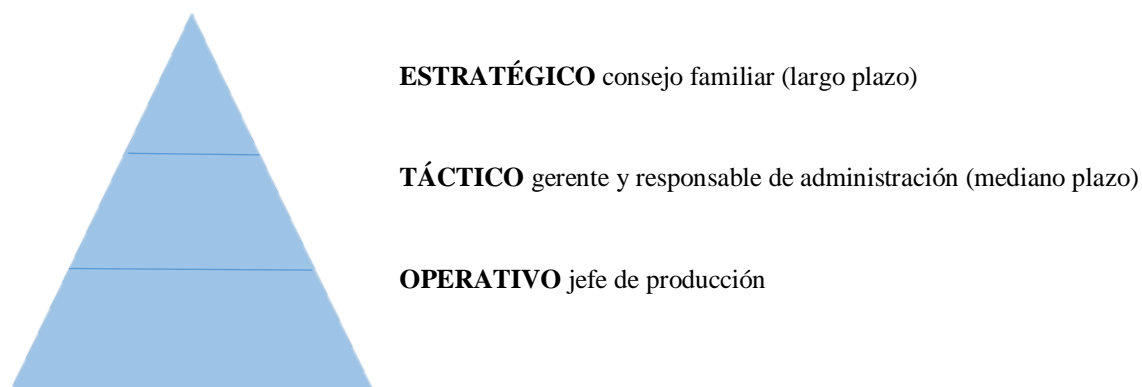 ESTRATÉGICO consejo familiar (largo plazo)
TÁCTICO gerente y responsable de administración (mediano plazo)
OPERATIVO jefe de producción